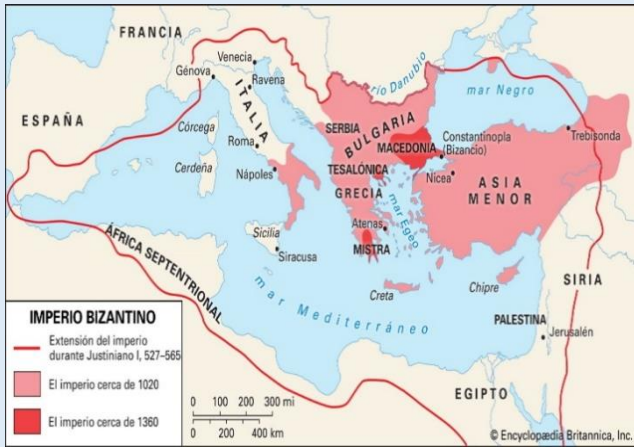 FRANCIA
Venecia
Génova
Ravena
ITALIA
río Danubio
mar Negro
ESPAÑA
Córcega
Roma
Cerdeña
Nápoles
SERBIA
BULGARIA
MACEDONIA
Constantinopla
(Bizancio)
Trebisonda
TESALÓNICA
Nicea
GRECIA
mar Egeo
ASIA
MENOR
Atenas
MISTRA
Sicilia
Siracusa
ÁFRICA SEPTENTRIONAL
Creta
Chipre
SIRIA
mar Mediterráneo
PALESTINA
Jerusalén
EGIPTO
IMPERIO BIZANTINO
Extensión del imperio
durante Justiniano I, 527–565
El imperio cerca de 1020
El imperio cerca de 1360
0 100 200 300 mi
0 200 400 km
© Encyclopædia Britannica, Inc.